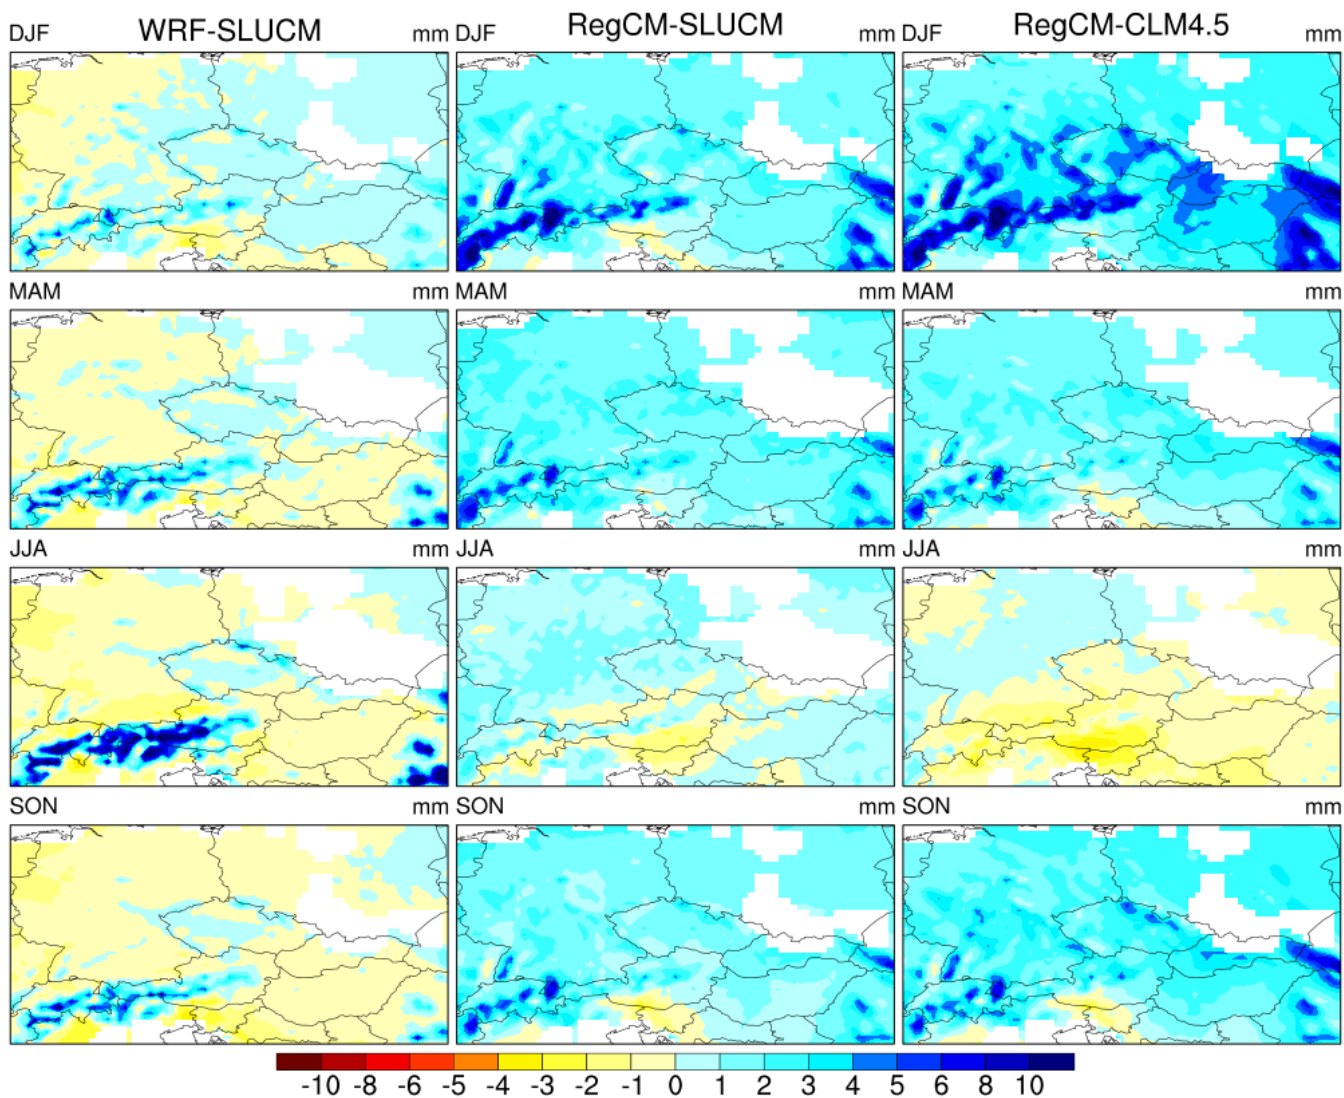 WRF-SLUCM RegCM-SLUCM RegCM-CLM4.5
DJF mm DJF mm DJF mm
MAM mm MAM mm MAM mm
JJA mm JJA mm JJA mm
SON mm SON mm SON mm
-10 -8 -6 -5 -4 -3 -2 -1 0 1 2 3 4 5 6 8 10